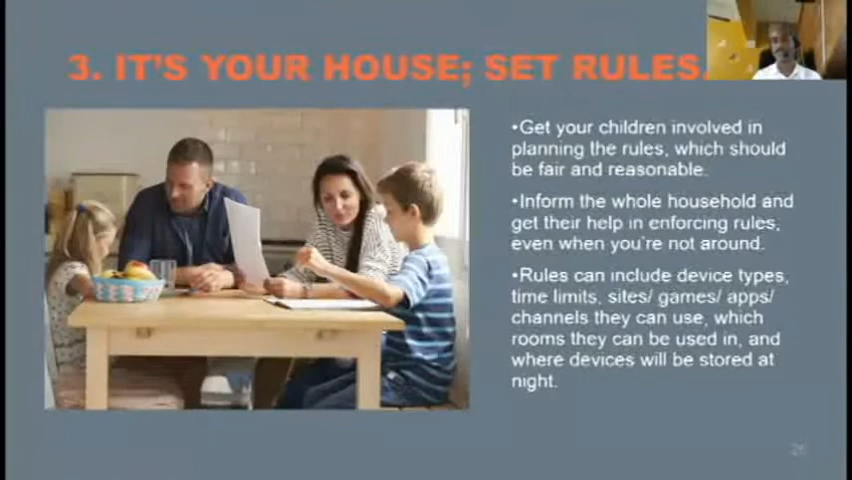 3. IT'S YOUR HOUSE; SET RULES.
•Get your children involved in
planning the rules, which should
be fair and reasonable.
•Inform the whole household and
get their help in enforcing rules,
even when you're not around.
•Rules can include device types,
time limits, sites/ games/ apps/
channels they can use, which
rooms they can be used in, and
where devices will be stored at
night.